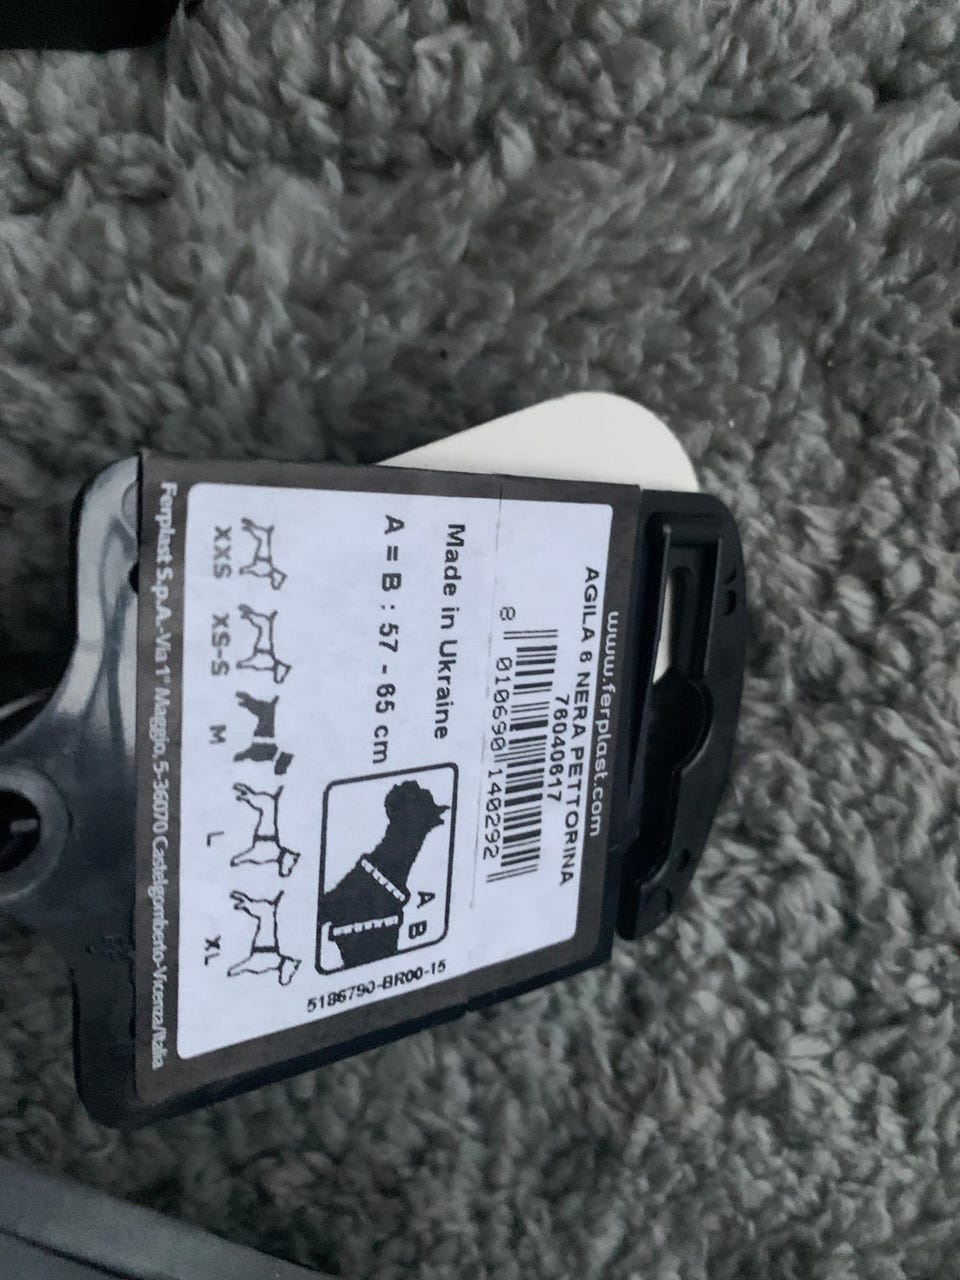 www.ferplast.com
AGILA 6 NERA PETTORINA
76040617
8 010690 140292
Made in Ukraine
A = B : 57 - 65 cm
A
B
5186790-BR00-15
XXS XS-S M L XL
Ferplast S.p.A.-Via 1° Maggio, 5-36070 Castelgomberto-Vicenza/Italia